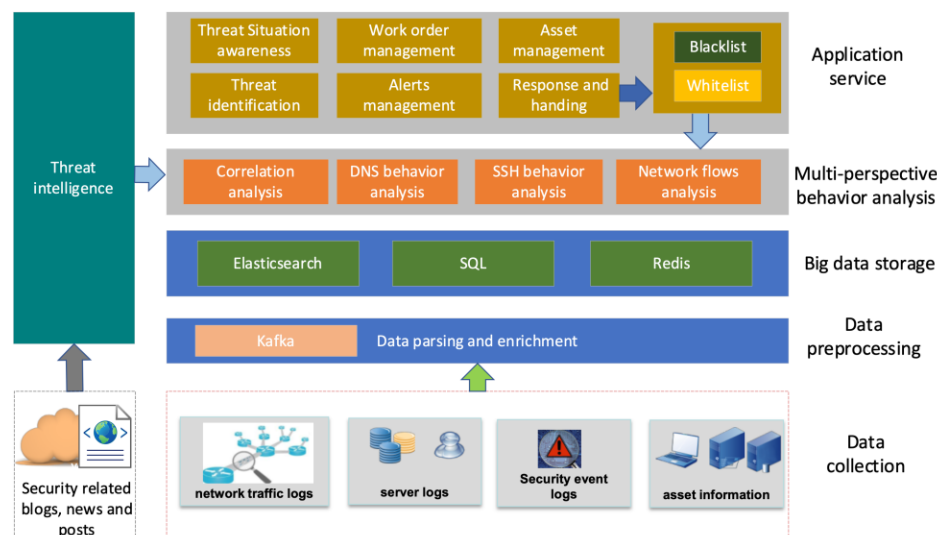 Threat
intelligence
Security related
blogs, news and
posts
Threat Situation
awareness
Work order
management
Asset
management
Threat
identification
Alerts
management
Response and
handing
Blacklist
Whitelist
Application
service
Correlation
analysis
DNS behavior
analysis
SSH behavior
analysis
Network flows
analysis
Multi-perspective
behavior analysis
Elasticsearch
SQL
Redis
Big data storage
Kafka
Data parsing and enrichment
Data
preprocessing
network traffic logs
server logs
Security event
logs
asset information
Data
collection